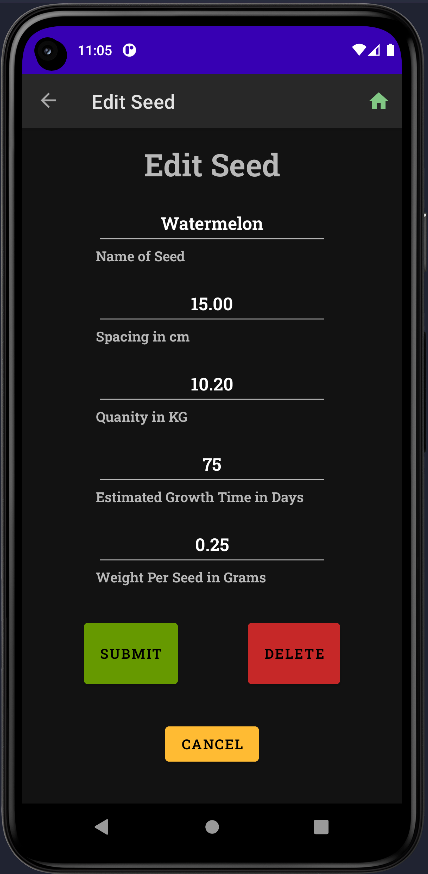 11:05
Edit Seed
Edit Seed
Watermelon
Name of Seed
15.00
Spacing in cm
10.20
Quanity in KG
75
Estimated Growth Time in Days
0.25
Weight Per Seed in Grams
SUBMIT DELETE
CANCEL